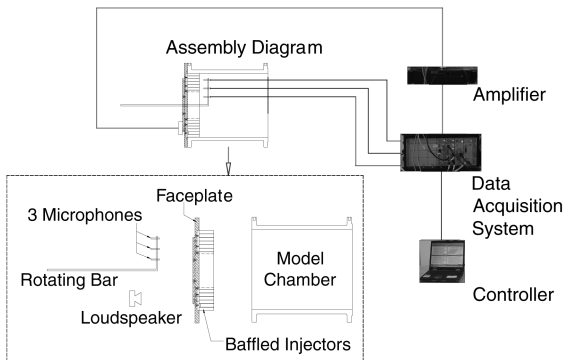 Assembly Diagram
Amplifier
Data
Acquisition
System
Controller
Faceplate
3 Microphones
Rotating Bar
Loudspeaker
Model
Chamber
Baffled Injectors